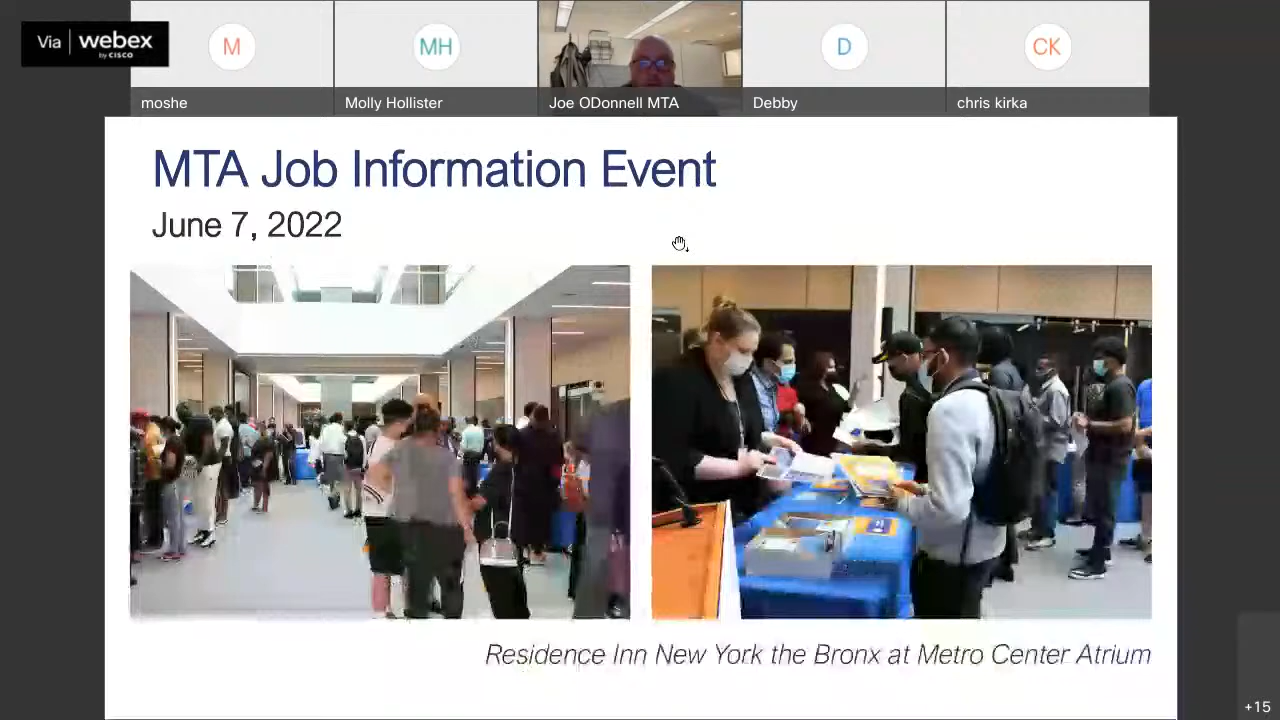 Via webex
by CISCO
M
MH
D
CK
moshe
Molly Hollister
Joe ODonnell MTA
Debby
chris kirka
MTA Job Information Event
June 7, 2022
Residence Inn New York the Bronx at Metro Center Atrium
+15